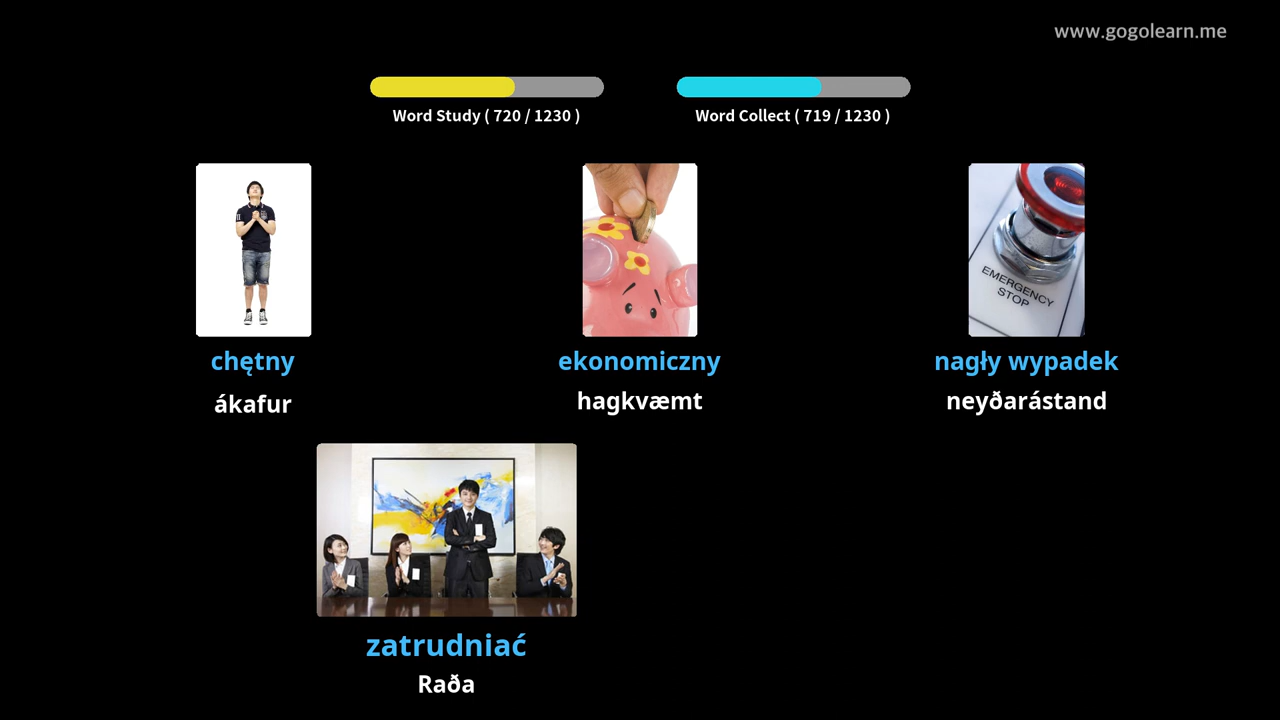 www.gogolearn.me
Word Study ( 720 / 1230 )
Word Collect ( 719 / 1230 )
EMERGENCY
STOP
chętny
ekonomiczny
nagły wypadek
ákafur
hagkvæmt
neyðarástand
zatrudniać
Raða